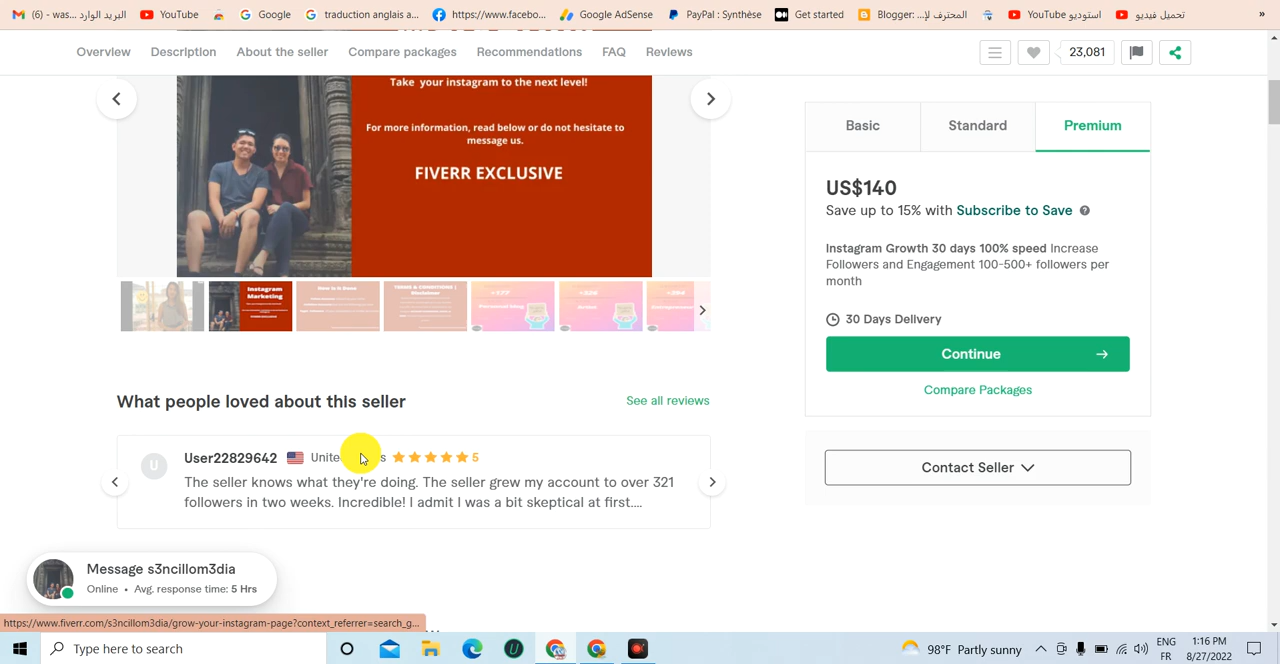 (6) - was... البريد الوارد
YouTube
Google
traduction anglais a...
https://www.facebo...
Google AdSense
PayPal : Synthèse
Get started
Blogger: المحترف ل...
YouTube استوديو
تحميل فيديو
»
Overview
Description
About the seller
Compare packages
Recommendations
FAQ
Reviews
23,081
Take your instagram to the next level!
For more information, read below or do not hesitate to
message us.
FIVERR EXCLUSIVE
Instagram
Marketing
FIVERR EXCLUSIVE
TERMS & CONDITIONS |
Disclaimer
What people loved about this seller
See all reviews
U
User22829642
5
The seller knows what they're doing. The seller grew my account to over 321
followers in two weeks. Incredible! I admit I was a bit skeptical at first....
Basic
Standard
Premium
US$140
Save up to 15% with Subscribe to Save
Instagram Growth 30 days 100% speed Increase
Followers and Engagement 100-500+ followers per
month
30 Days Delivery
Continue
Compare Packages
Contact Seller
Message s3ncillom3dia
Online • Avg. response time: 5 Hrs
https://www.fiverr.com/s3ncillom3dia/grow-your-instagram-page?context_referrer=search_g...
Type here to search
98°F Partly sunny
ENG
FR
1:16 PM
8/27/2022